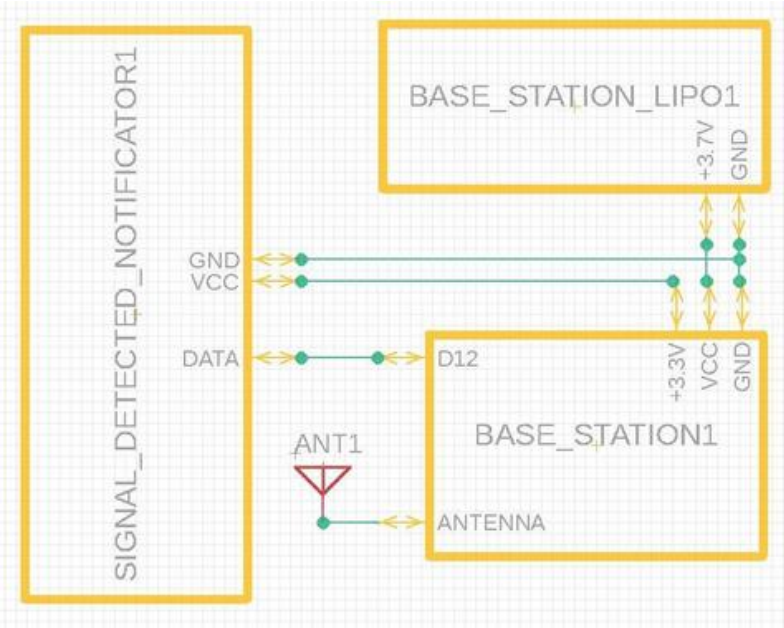 SIGNAL_DETECTED_NOTIFICATOR1
GND
VCC
DATA
BASE_STATION_LIPO1
+3.7V
GND
+3.3V
VCC
GND
D12
BASE_STATION1
ANTENNA
ANT1